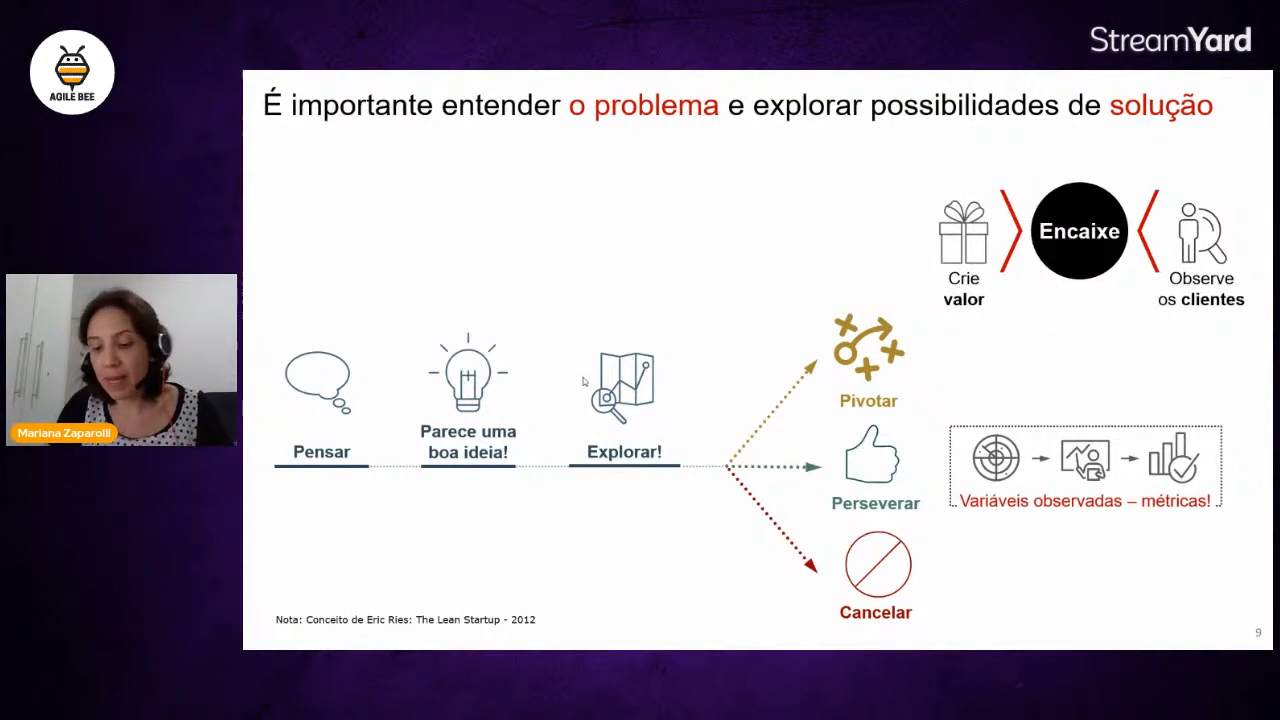 AGILE BEE
StreamYard
É importante entender o problema e explorar possibilidades de solução
Encaixe
Crie
valor
Observe
os clientes
Pensar
Parece uma
boa ideia!
Explorar!
Pivotar
Perseverar
Cancelar
Variáveis observadas – métricas!
Mariana Zaparolli
Nota: Conceito de Eric Ries: The Lean Startup - 2012
9